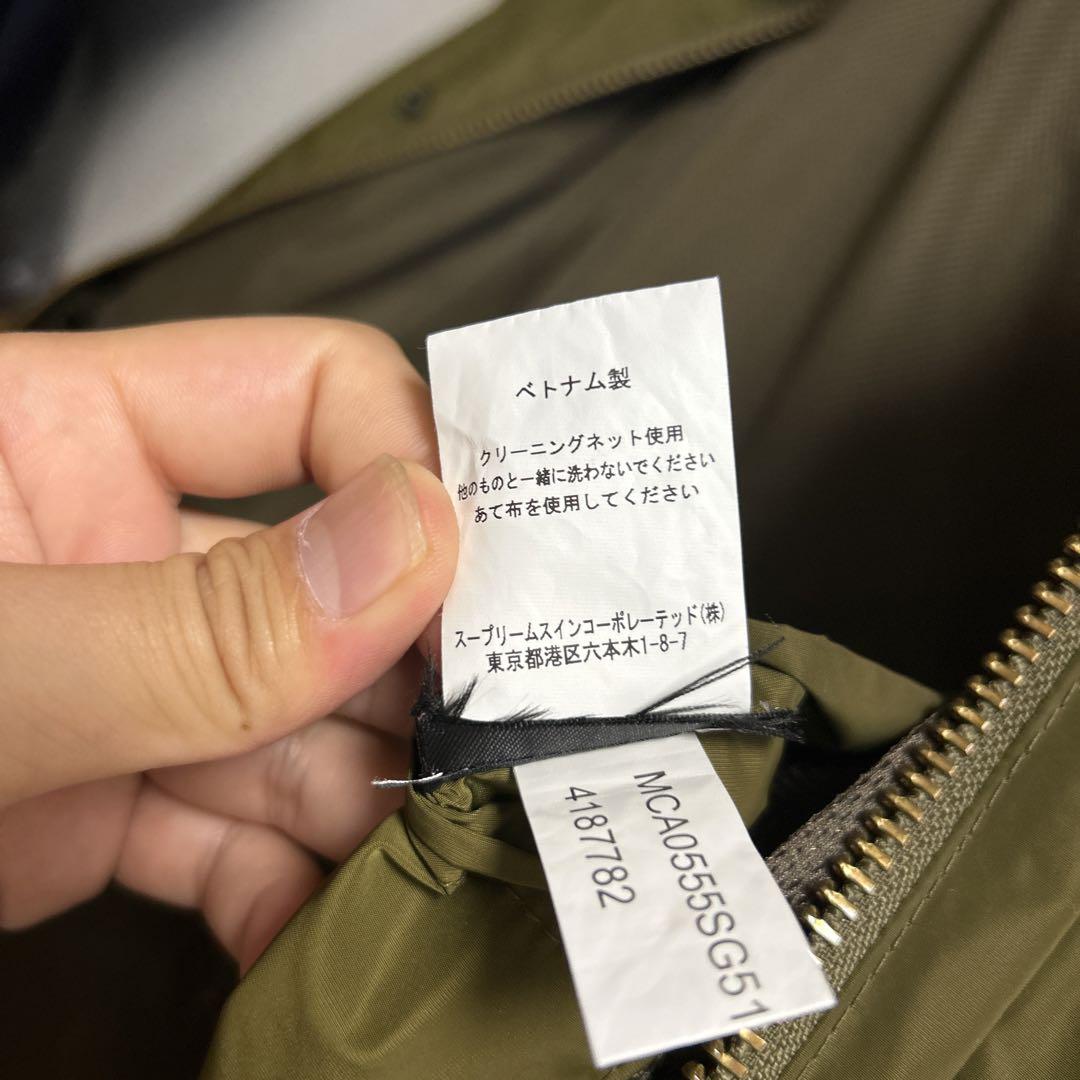 ベトナム製
クリーニングネット使用
他のものと一緒に洗わないでください
あて布を使用してください
スープリームスインコーポレーテッド(株)
東京都港区六本木1-8-7
MCA0555SG51
4187782